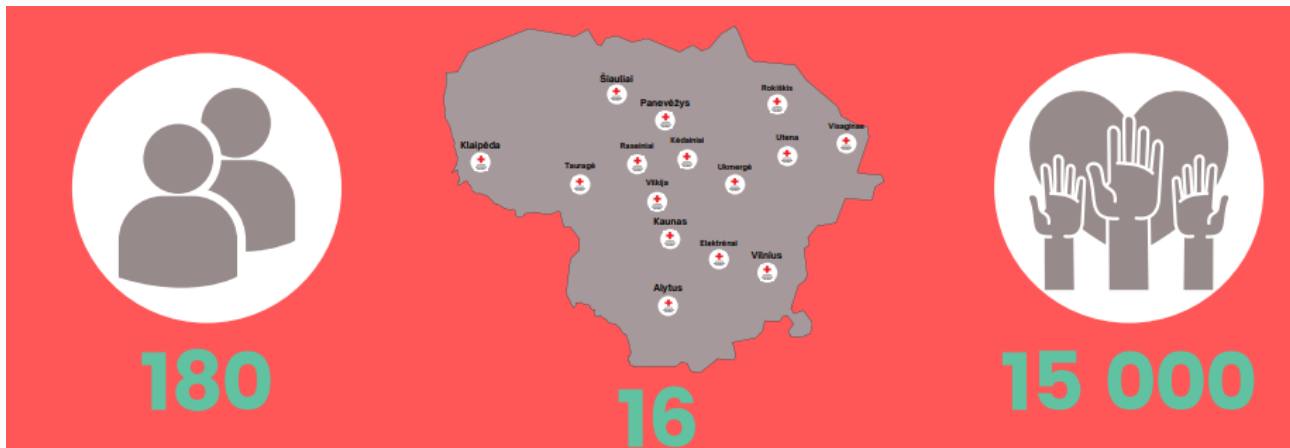 Šiauliai
Rokiškis
Panevėžys
Visaginas
Utena
Kėdainiai
Klaipėda
Raseiniai
Tauragė
Ukmergė
Vilkija
Kaunas
Elektrėnai
Vilnius
Alytus
180
16
15 000